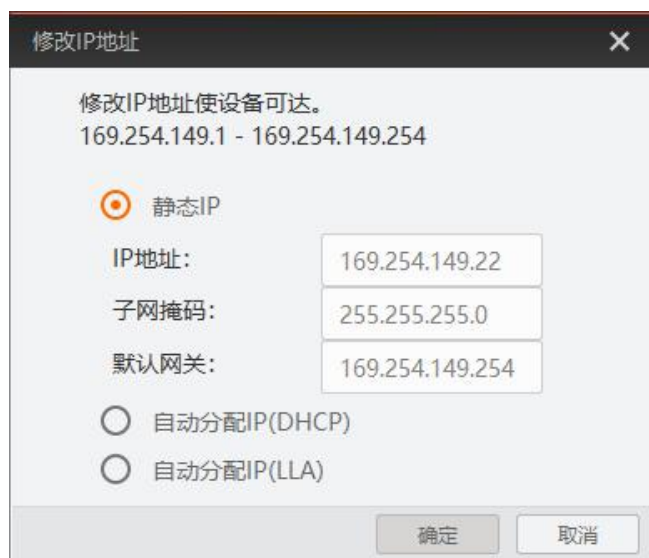 修改IP地址
修改IP地址使设备可达。
169.254.149.1 - 169.254.149.254
静态IP
IP地址: 169.254.149.22
子网掩码: 255.255.255.0
默认网关: 169.254.149.254
自动分配IP(DHCP)
自动分配IP(LLA)
确定 取消